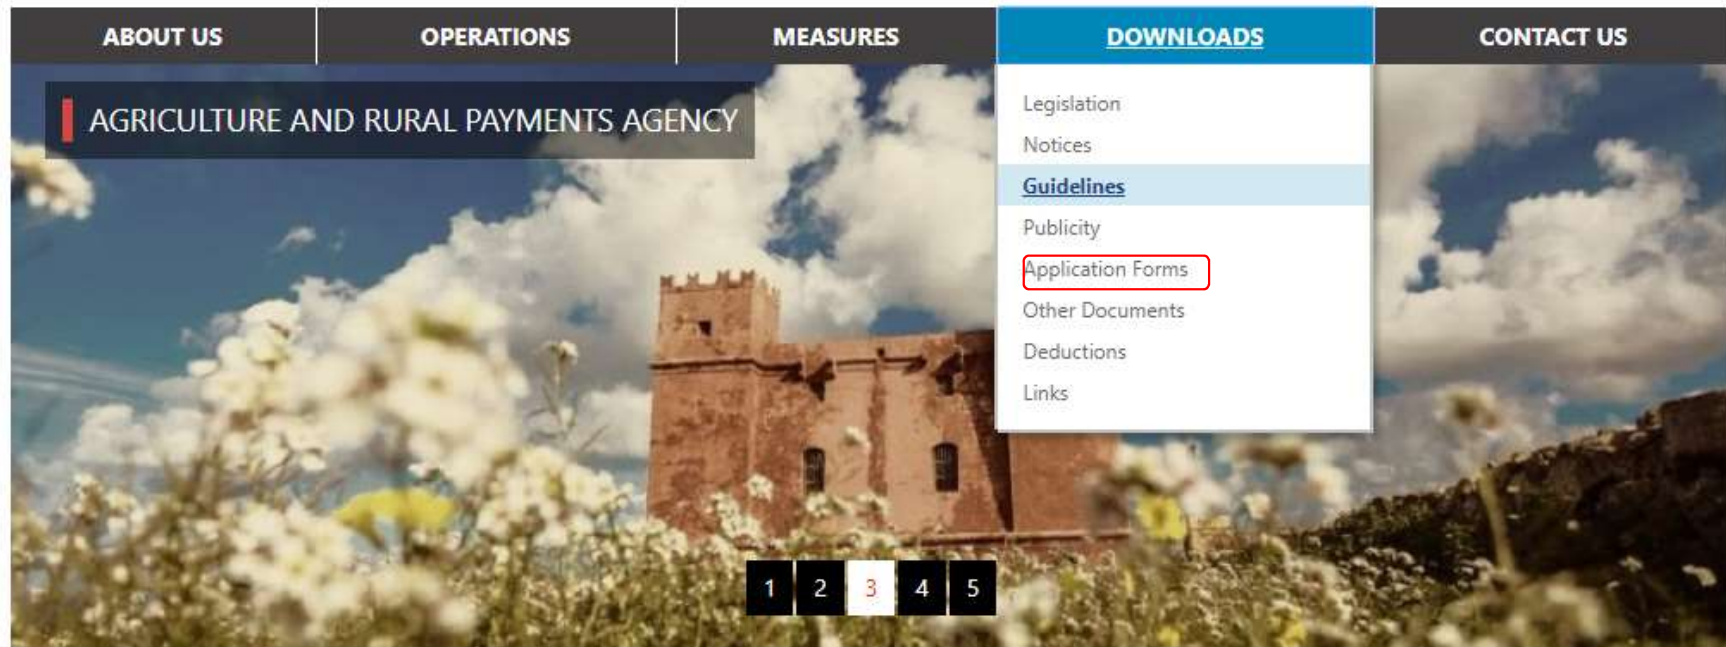 ABOUT US
OPERATIONS
MEASURES
DOWNLOADS
CONTACT US
AGRICULTURE AND RURAL PAYMENTS AGENCY
Legislation
Notices
Guidelines
Publicity
Application Forms
Other Documents
Deductions
Links
1 2 3 4 5